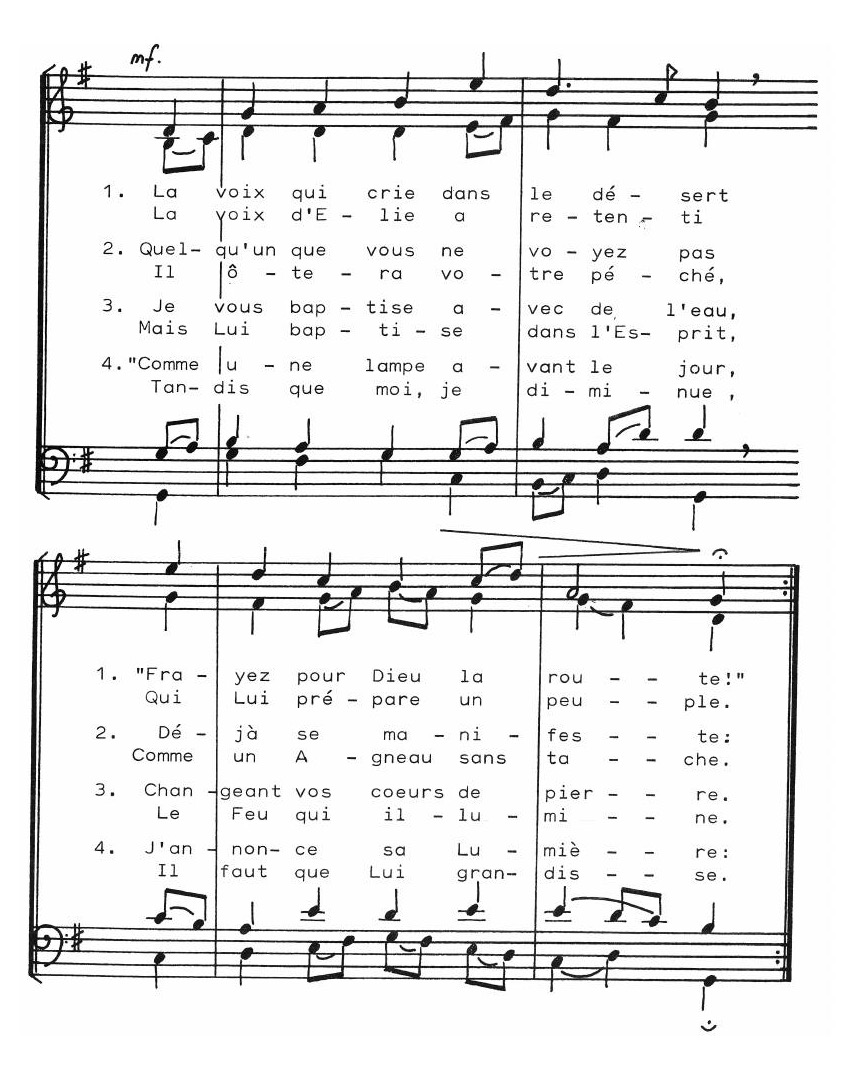 mf.
1. La voix qui crie dans le dé - sert
La voix d'E - lie a re - ten - ti
2. Quel- qu'un que vous ne vo - yez pas
Il ô - te - ra vo - tre pé - ché,
3. Je vous bap - tise a - vec de l'eau,
Mais Lui bap - ti - se dans l'Es- prit,
4. "Comme u - ne lampe a - vant le jour,
Tan- dis que moi, je di - mi - nue ,
1. "Fra - yez pour Dieu la rou - - te!"
Qui Lui pré - pare un peu - - ple.
2. Dé - jà se ma - ni - fes - - te:
Comme un A - gneau sans ta - - che.
3. Chan -geant vos coeurs de pier - - re.
Le Feu qui il - lu - mi - - ne.
4. J'an - non- ce sa Lu - miè - - re:
Il faut que Lui gran- dis - - se.